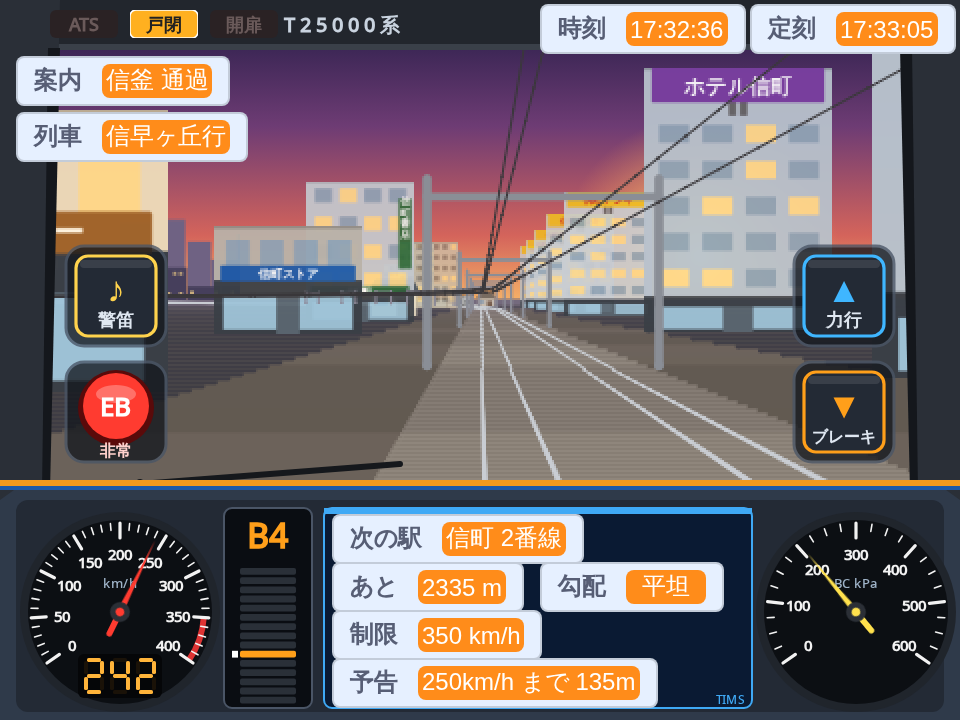 ATS 戸閉 開扉 T25000系
時刻 17:32:36 定刻 17:33:05
案内 信釜 通過
列車 信早ヶ丘行
ホテル信町
信町ストア
♪
警笛
EB
非常
▲
力行
▼
ブレーキ
0 50 100 150 200 250 300 350 400
km/h
242
B4
次の駅 信町 2番線
あと 2335 m 勾配 平坦
制限 350 km/h
予告 250km/h まで 135m
TIMS
0 100 200 300 400 500 600
BC kPa